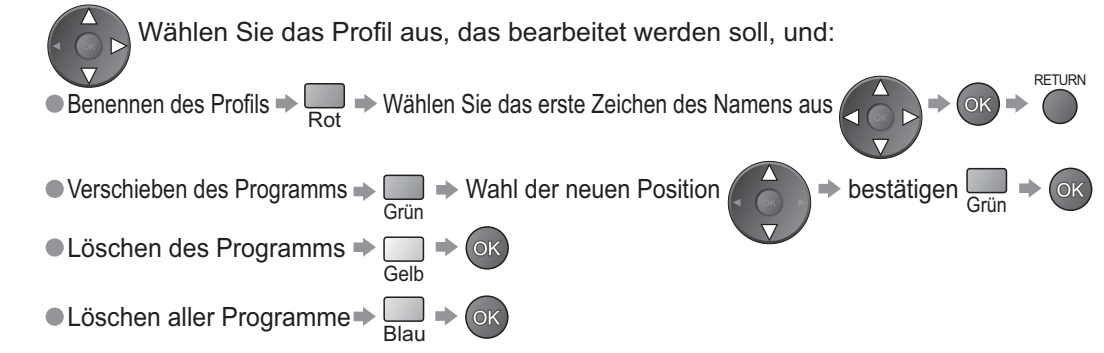 Wählen Sie das Profil aus, das bearbeitet werden soll, und:
Benennen des Profils Rot Wählen Sie das erste Zeichen des Namens aus OK OK RETURN
Verschieben des Programms Grün Wahl der neuen Position OK bestätigen Grün OK
Löschen des Programms Gelb OK
Löschen aller Programme Blau OK